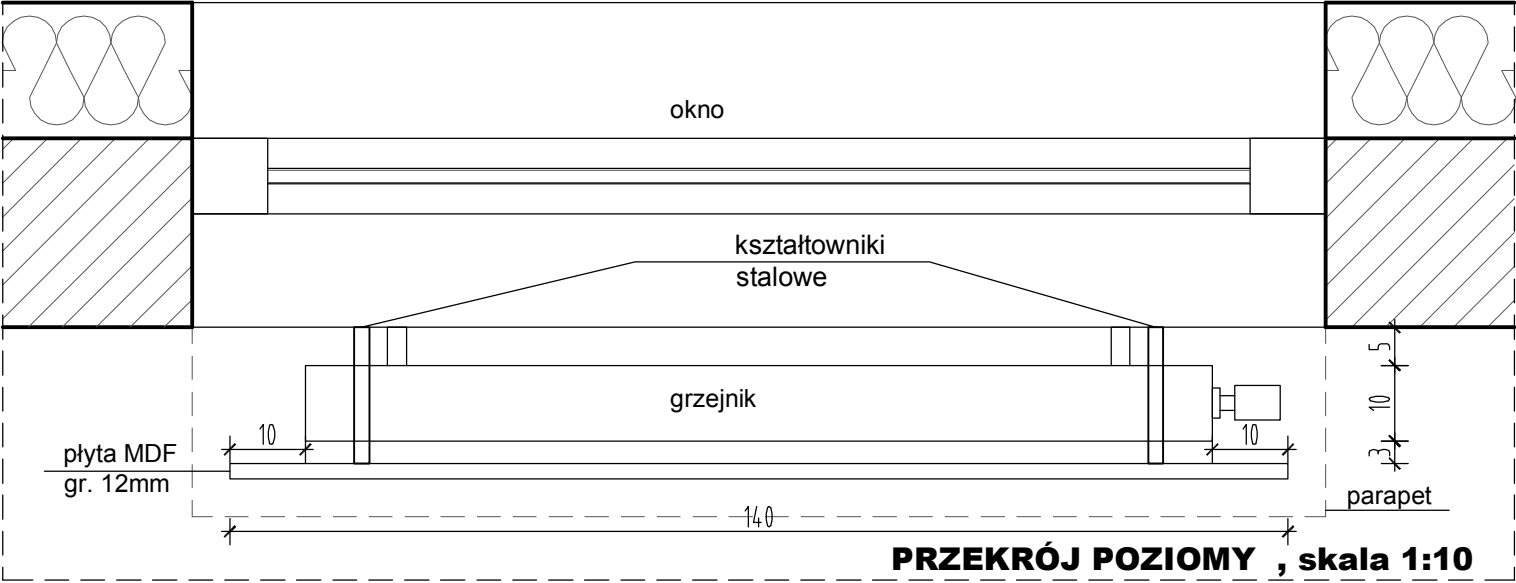 okno
kształtowniki
stalowe
5
grzejnik
10
10
10
3
płyta MDF
gr. 12mm
parapet
140
PRZEKRÓJ POZIOMY , skala 1:10